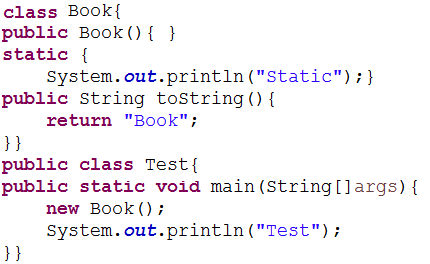 class Book{
public Book(){ }
static {
    System.out.println("Static");}
public String toString(){
    return "Book";
}}
public class Test{
public static void main(String[]args){
    new Book();
    System.out.println("Test");
}}